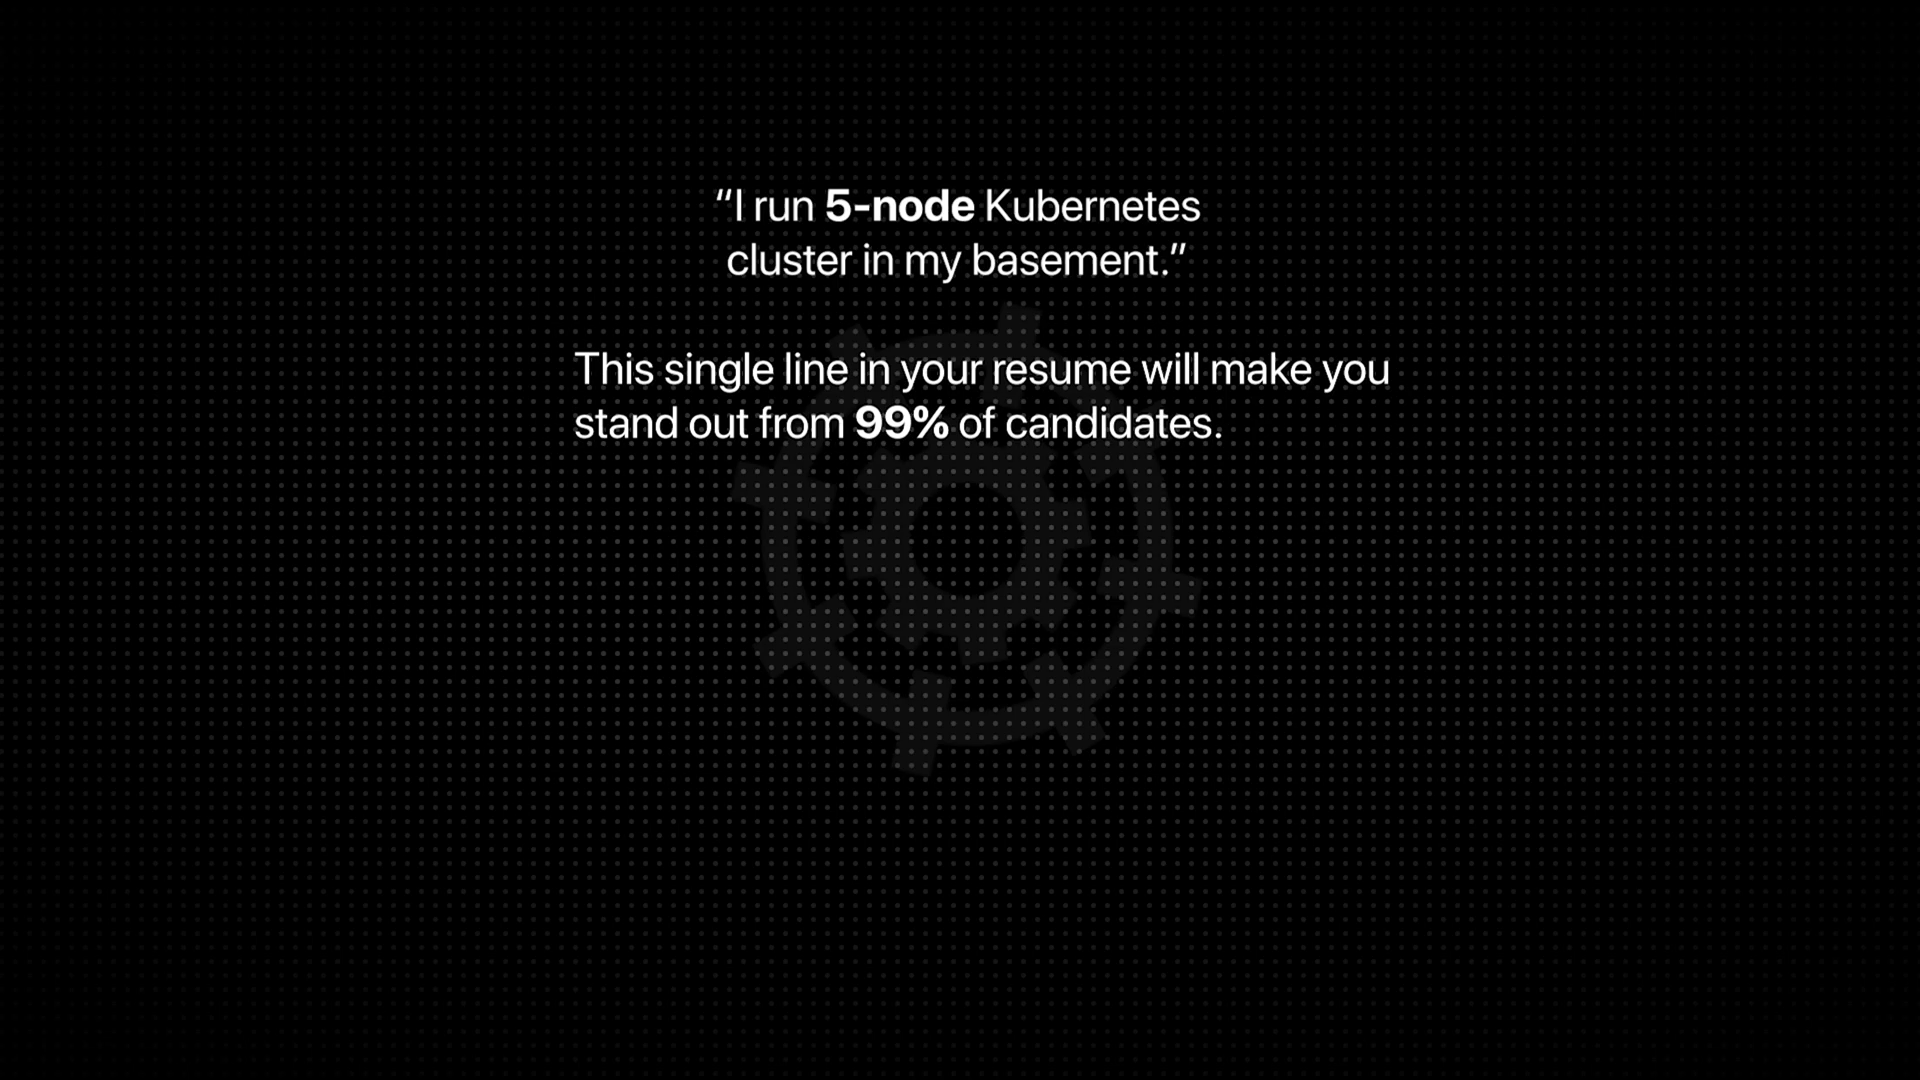 “I run 5-node Kubernetes
cluster in my basement.”
This single line in your resume will make you
stand out from 99% of candidates.